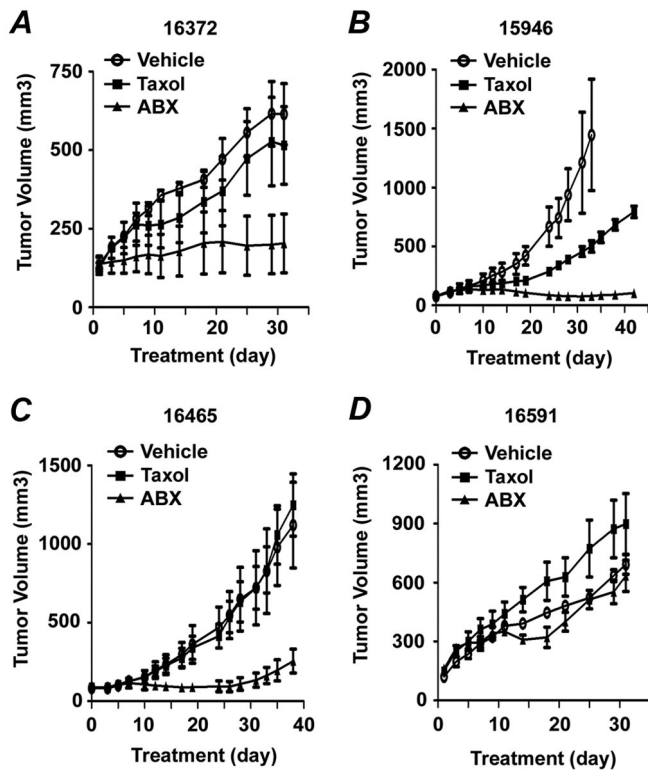 A
16372
Vehicle
Taxol
ABX
Tumor Volume (mm3)
750
500
250
0
0 10 20 30
Treatment (day)
B
15946
Vehicle
Taxol
ABX
Tumor Volume (mm3)
2000
1500
1000
500
0
0 10 20 30 40
Treatment (day)
C
16465
Vehicle
Taxol
ABX
Tumor Volume (mm3)
1500
1000
500
0
0 10 20 30 40
Treatment (day)
D
16591
Vehicle
Taxol
ABX
Tumor Volume (mm3)
1200
900
600
300
0
0 10 20 30
Treatment (day)